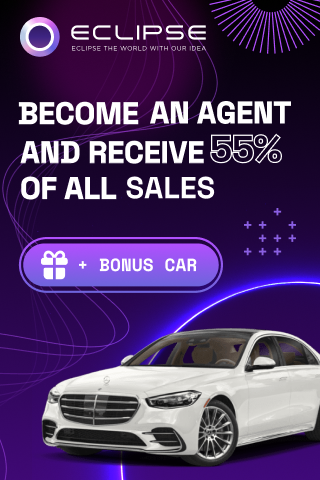 ECLIPSE
ECLIPSE THE WORLD WITH OUR IDEA
BECOME AN AGENT
AND RECEIVE 55%
OF ALL SALES
+ BONUS CAR